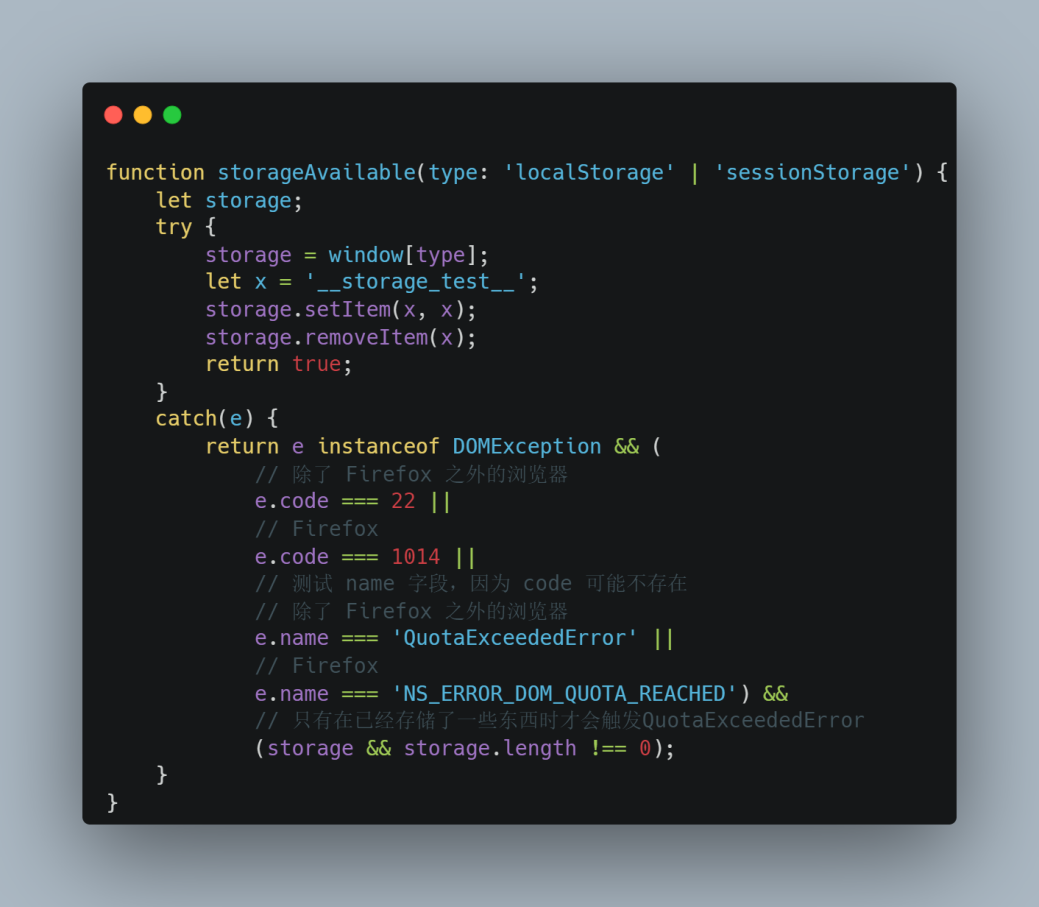 function storageAvailable(type: 'localStorage' | 'sessionStorage') {
    let storage;
    try {
        storage = window[type];
        let x = '__storage_test__';
        storage.setItem(x, x);
        storage.removeItem(x);
        return true;
    }
    catch(e) {
        return e instanceof DOMException && (
            // 除了 Firefox 之外的浏览器
            e.code === 22 ||
            // Firefox
            e.code === 1014 ||
            // 测试 name 字段，因为 code 可能不存在
            // 除了 Firefox 之外的浏览器
            e.name === 'QuotaExceededError' ||
            // Firefox
            e.name === 'NS_ERROR_DOM_QUOTA_REACHED') &&
            // 只有在已经存储了一些东西时才会触发QuotaExceededError
            (storage && storage.length !== 0);
    }
}